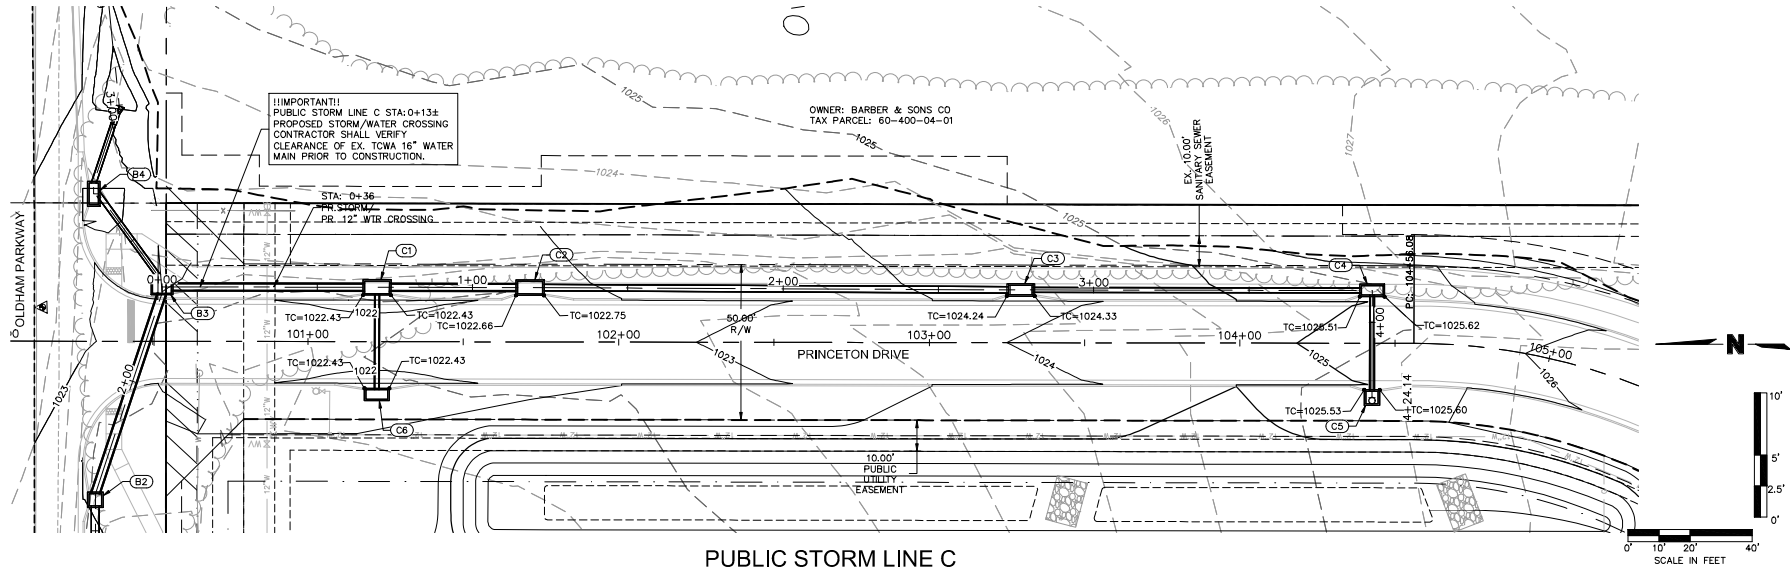 !!IMPORTANT!!
PUBLIC STORM LINE C STA:0+13±
PROPOSED STORM/WATER CROSSING
CONTRACTOR SHALL VERIFY
CLEARANCE OF EX. TCWA 16" WATER
MAIN PRIOR TO CONSTRUCTION.
OWNER: BARBER & SONS CO
TAX PARCEL: 60-400-04-01
1025
1026
1027
1025
1024
1025
EX. 10.00'
SANITARY SEWER
EASEMENT
3+00
B4
STA: 0+36
PR.STORM/
PR. 12" WTR CROSSING
OLDHAM PARKWAY
C1
C2
C3
C4
PC: 104+56.08
0+00
1+00
2+00
3+00
4+00
B3
TC=1022.43
1022
TC=1022.43
TC=1022.66
TC=1022.75
TC=1024.24
TC=1024.33
TC=1025.51
TC=1025.62
50.00'
R/W
101+00
102+00
103+00
104+00
105+00
PRINCETON DRIVE
N
TC=1022.43
1022
TC=1022.43
1023
1024
1025
1026
1023
2+00
C6
TC=1025.53
TC=1025.60
4+24.14
C5
B2
10.00'
PUBLIC
UTILITY
EASEMENT
12"W
10'
5'
2.5'
0'
0'
10'
20'
40'
SCALE IN FEET
PUBLIC STORM LINE C